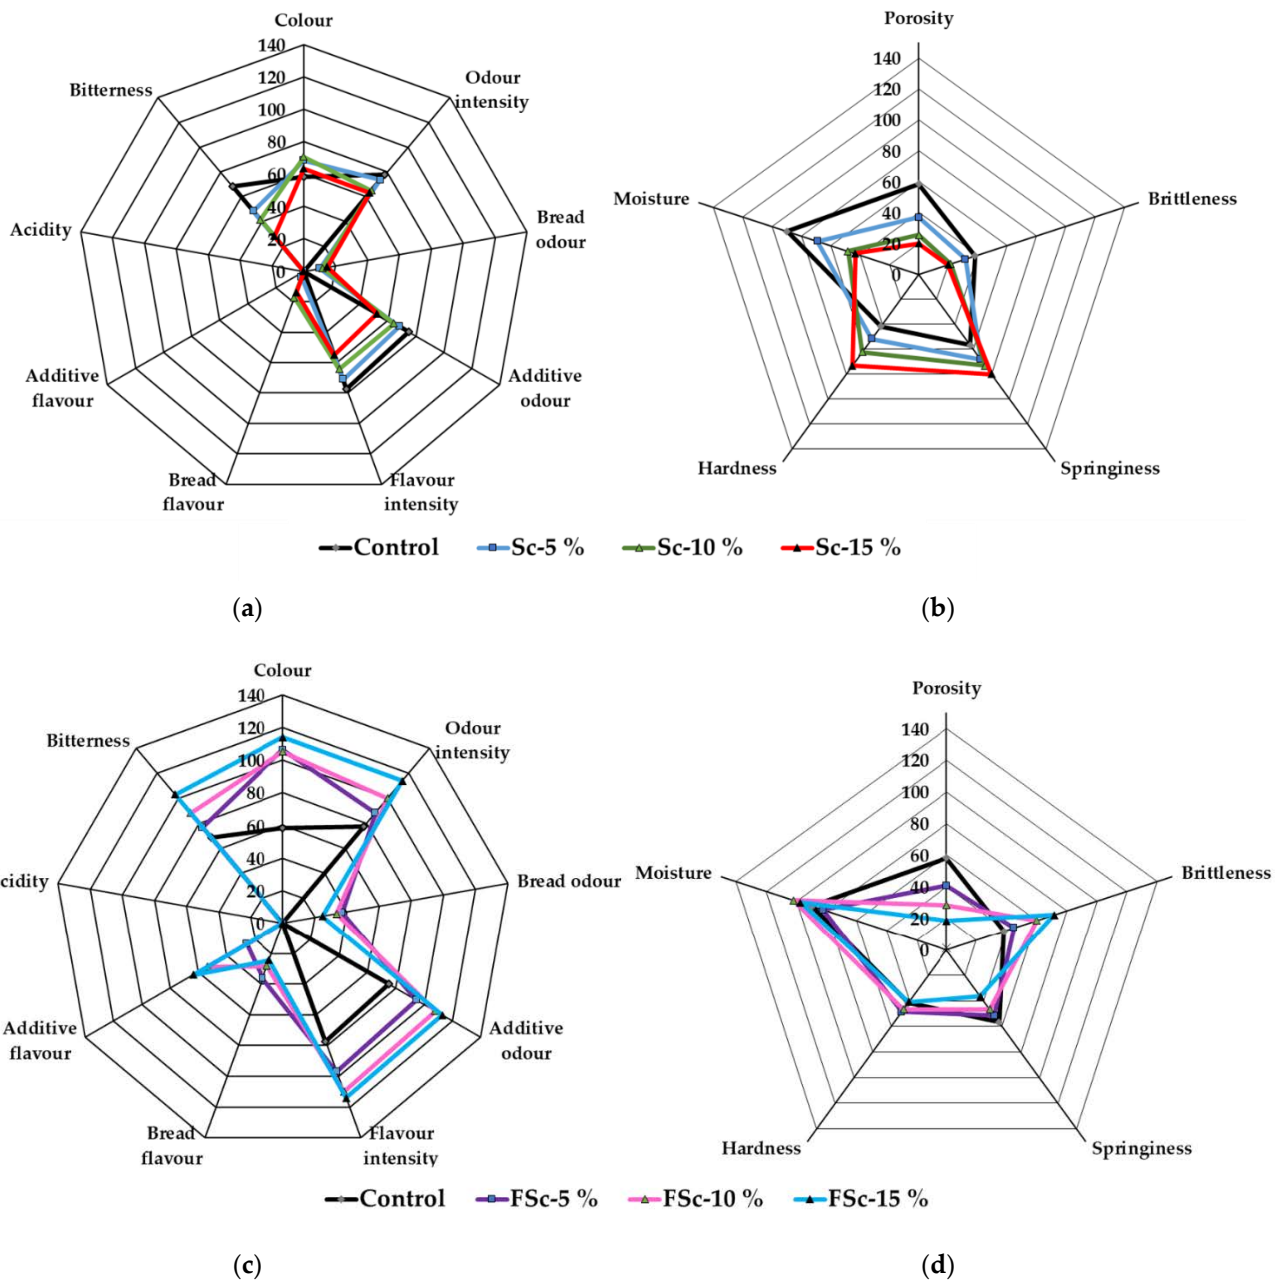 Colour
140
120
100
80
60
40
20
0
Odour
intensity
Bread
odour
Additive
odour
Flavour
intensity
Bread
flavour
Additive
flavour
Acidity
Bitterness
Porosity
140
120
100
80
60
40
20
0
Brittleness
Springiness
Hardness
Moisture
Control Sc-5 % Sc-10 % Sc-15 %
(a) (b)
Colour
140
120
100
80
60
40
20
0
Odour
intensity
Bread odour
Additive
odour
Flavour
intensity
Bread
flavour
Additive
flavour
cidity
Bitterness
Porosity
140
120
100
80
60
40
20
0
Brittleness
Springiness
Hardness
Moisture
Control FSc-5 % FSc-10 % FSc-15 %
(c) (d)